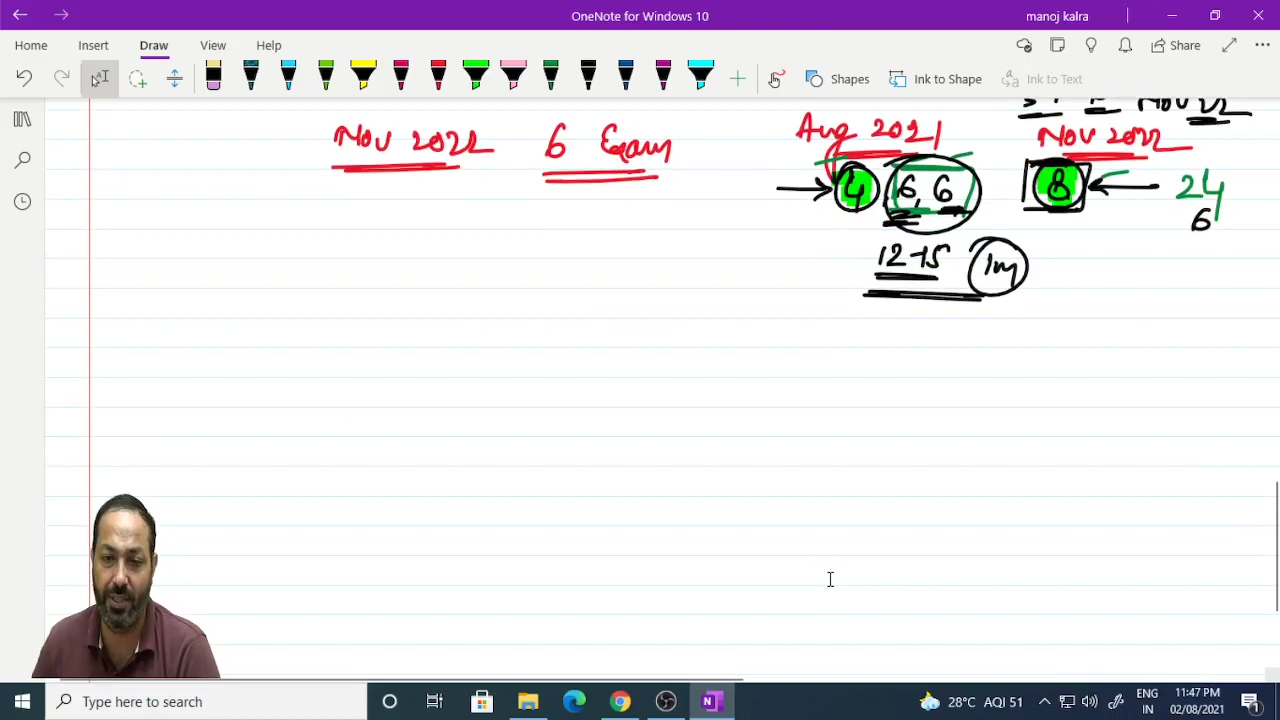 OneNote for Windows 10
manoj kalra
Home Insert Draw View Help
Share
Shapes Ink to Shape Ink to Text
Nov 22
Nov 2022 6 Exam Aug 2021 Nov 2022
4 6, 6 8 24
6
12-15 1m
Type here to search
28°C AQI 51
ENG
IN
11:47 PM
02/08/2021